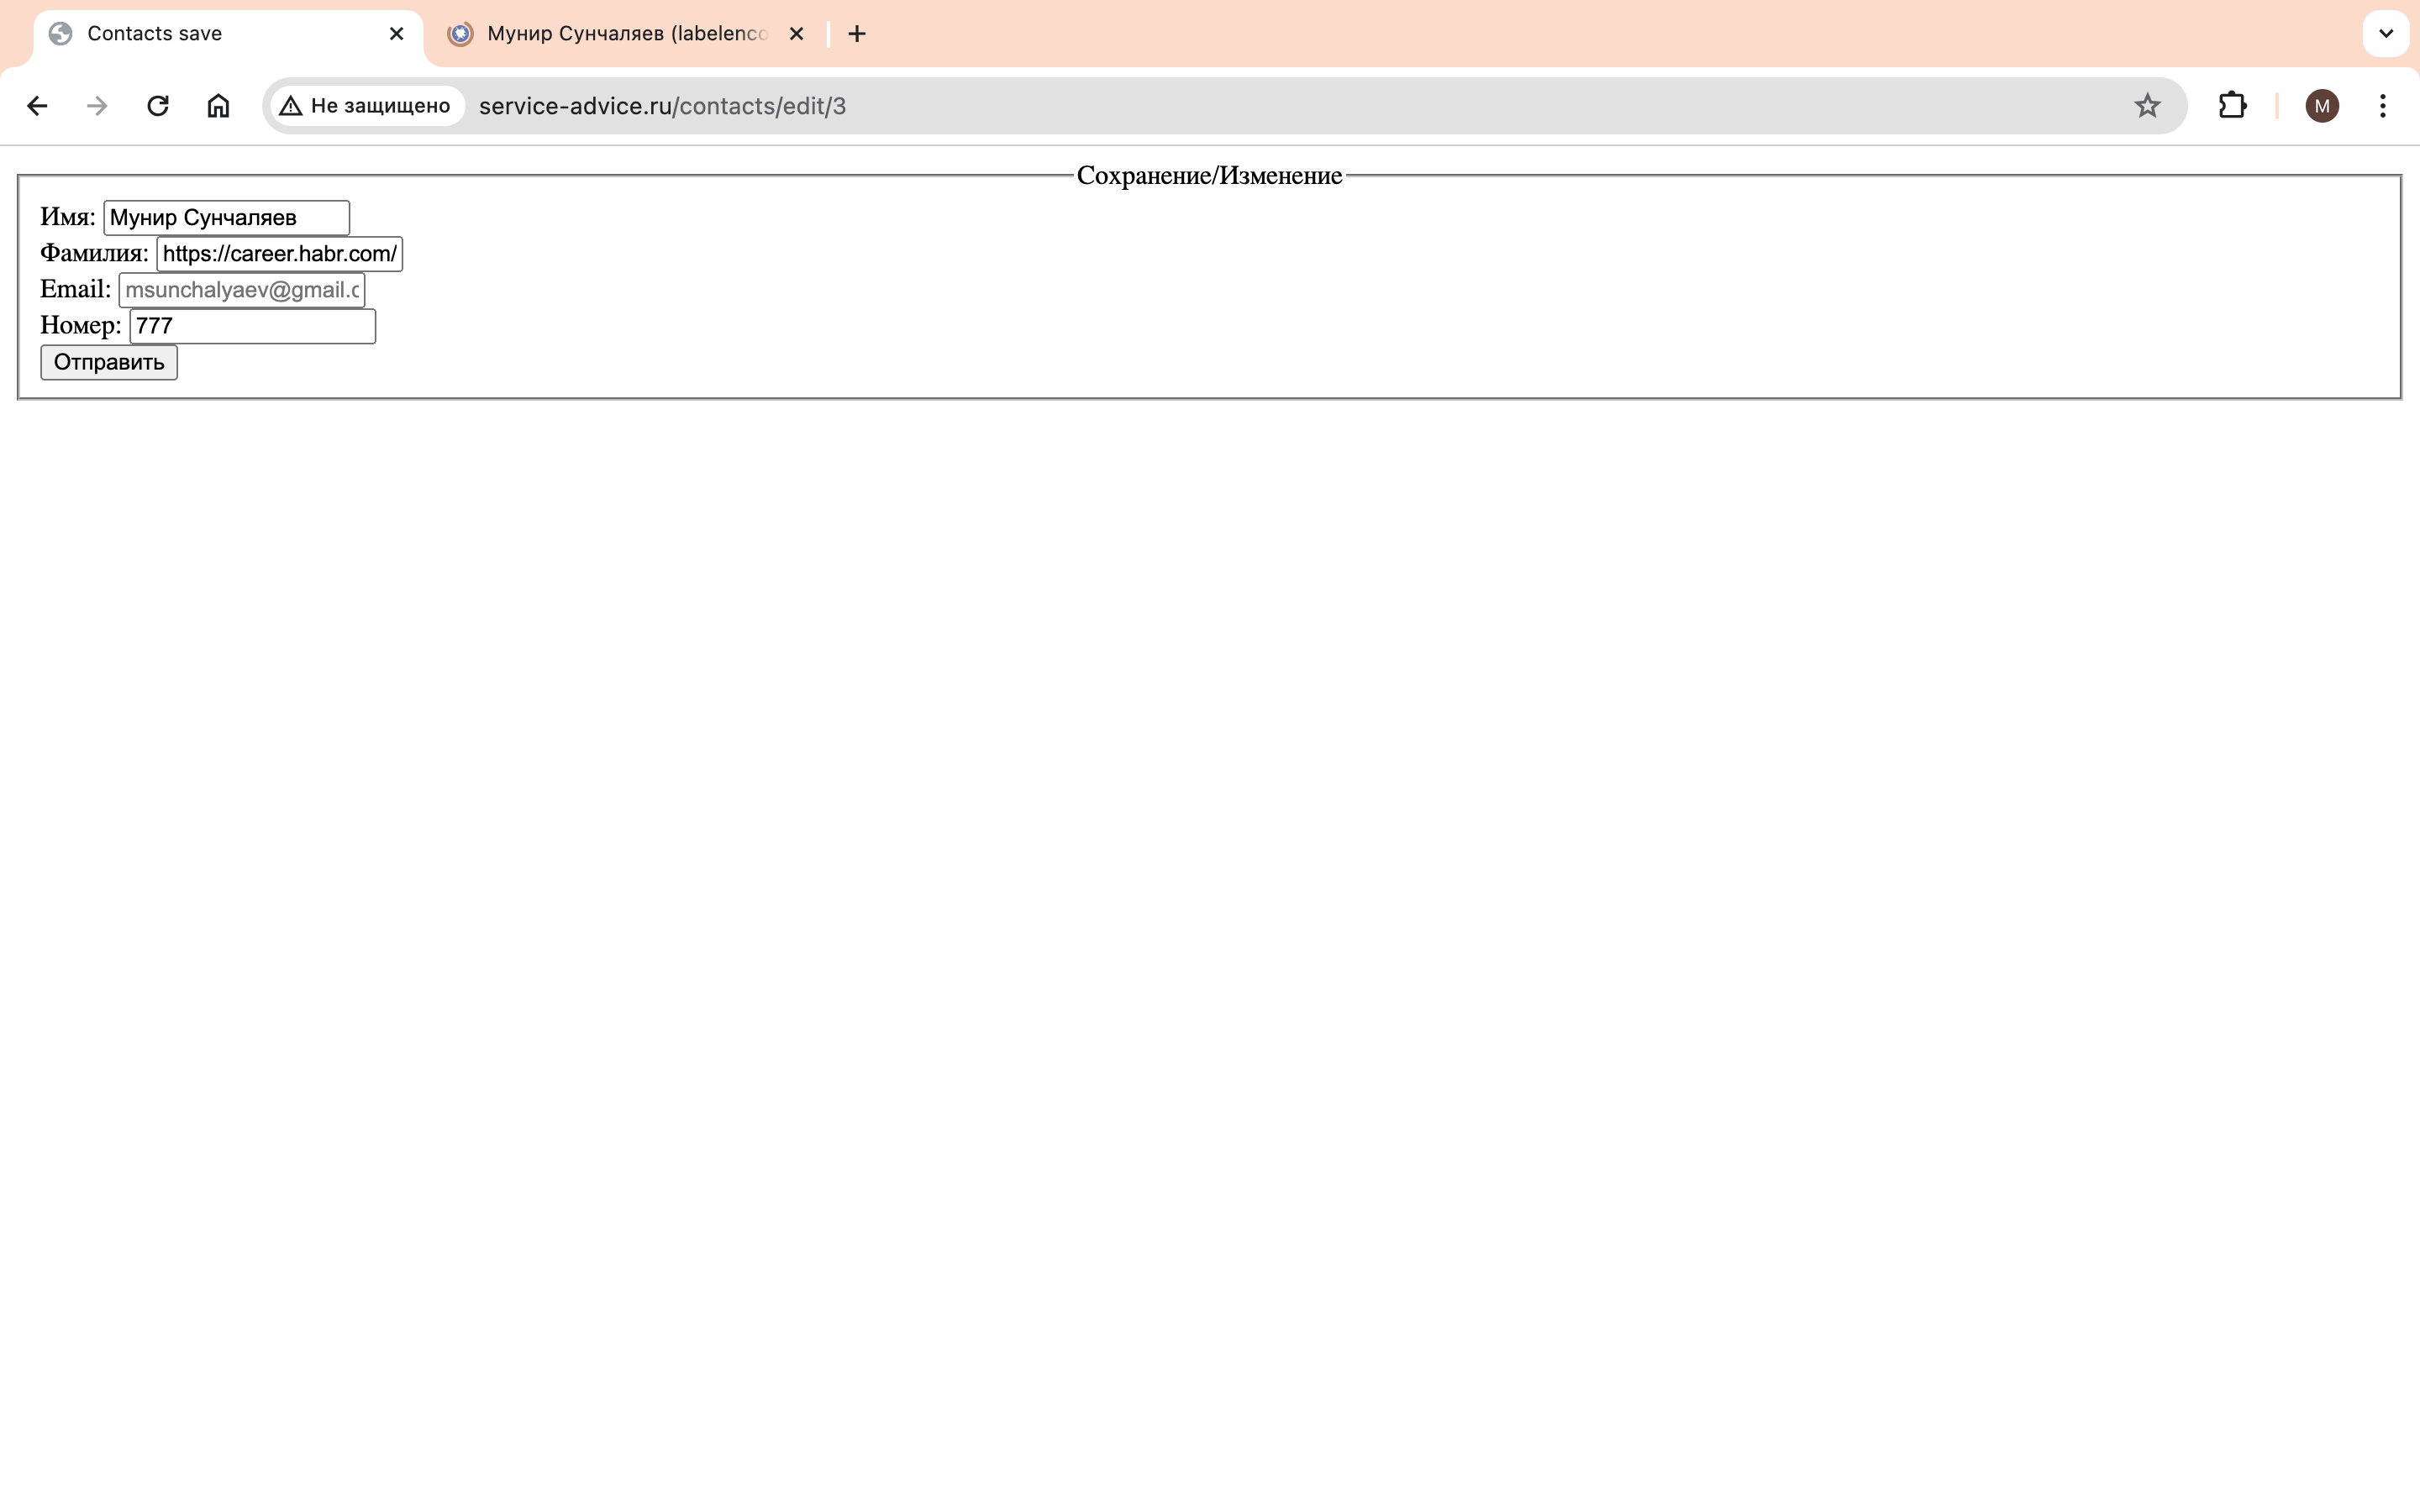 Contacts save
Мунир Сунчаляев (labelenco
Не защищено service-advice.ru/contacts/edit/3
M
Сохранение/Изменение
Имя: Мунир Сунчаляев
Фамилия: https://career.habr.com/
Email: msunchalyaev@gmail.c
Номер: 777
Отправить